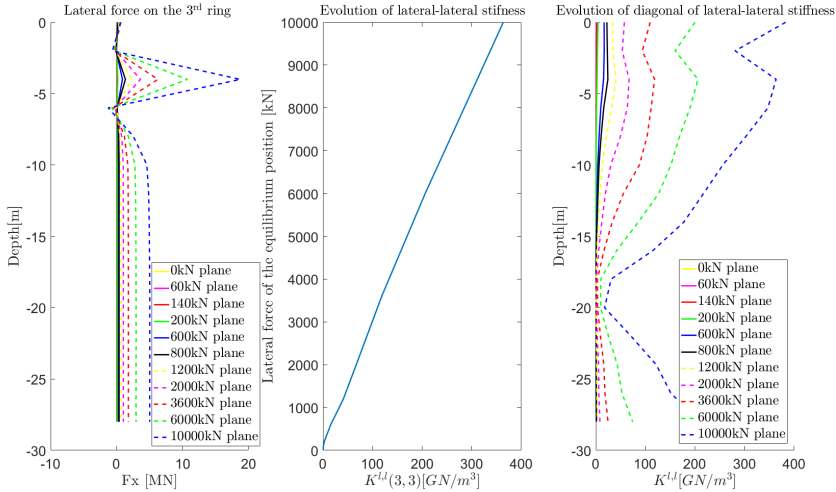 Lateral force on the 3rd ring
0
-5
-10
-15
-20
-25
-30
Depth[m]
-10
0
10
20
Fx [MN]
0kN plane
60kN plane
140kN plane
200kN plane
600kN plane
800kN plane
1200kN plane
2000kN plane
3600kN plane
6000kN plane
10000kN plane
Evolution of lateral-lateral stifness
10000
9000
8000
7000
6000
5000
4000
3000
2000
1000
0
Lateral force of the equilibrium position [kN]
0
100
200
300
400
K^{l,l}(3,3)[GN/m^3]
Evolution of diagonal of lateral-lateral stiffness
0
-5
-10
-15
-20
-25
-30
Depth[m]
0
100
200
300
400
K^{l,l}[GN/m^3]
0kN plane
60kN plane
140kN plane
200kN plane
600kN plane
800kN plane
1200kN plane
2000kN plane
3600kN plane
6000kN plane
10000kN plane